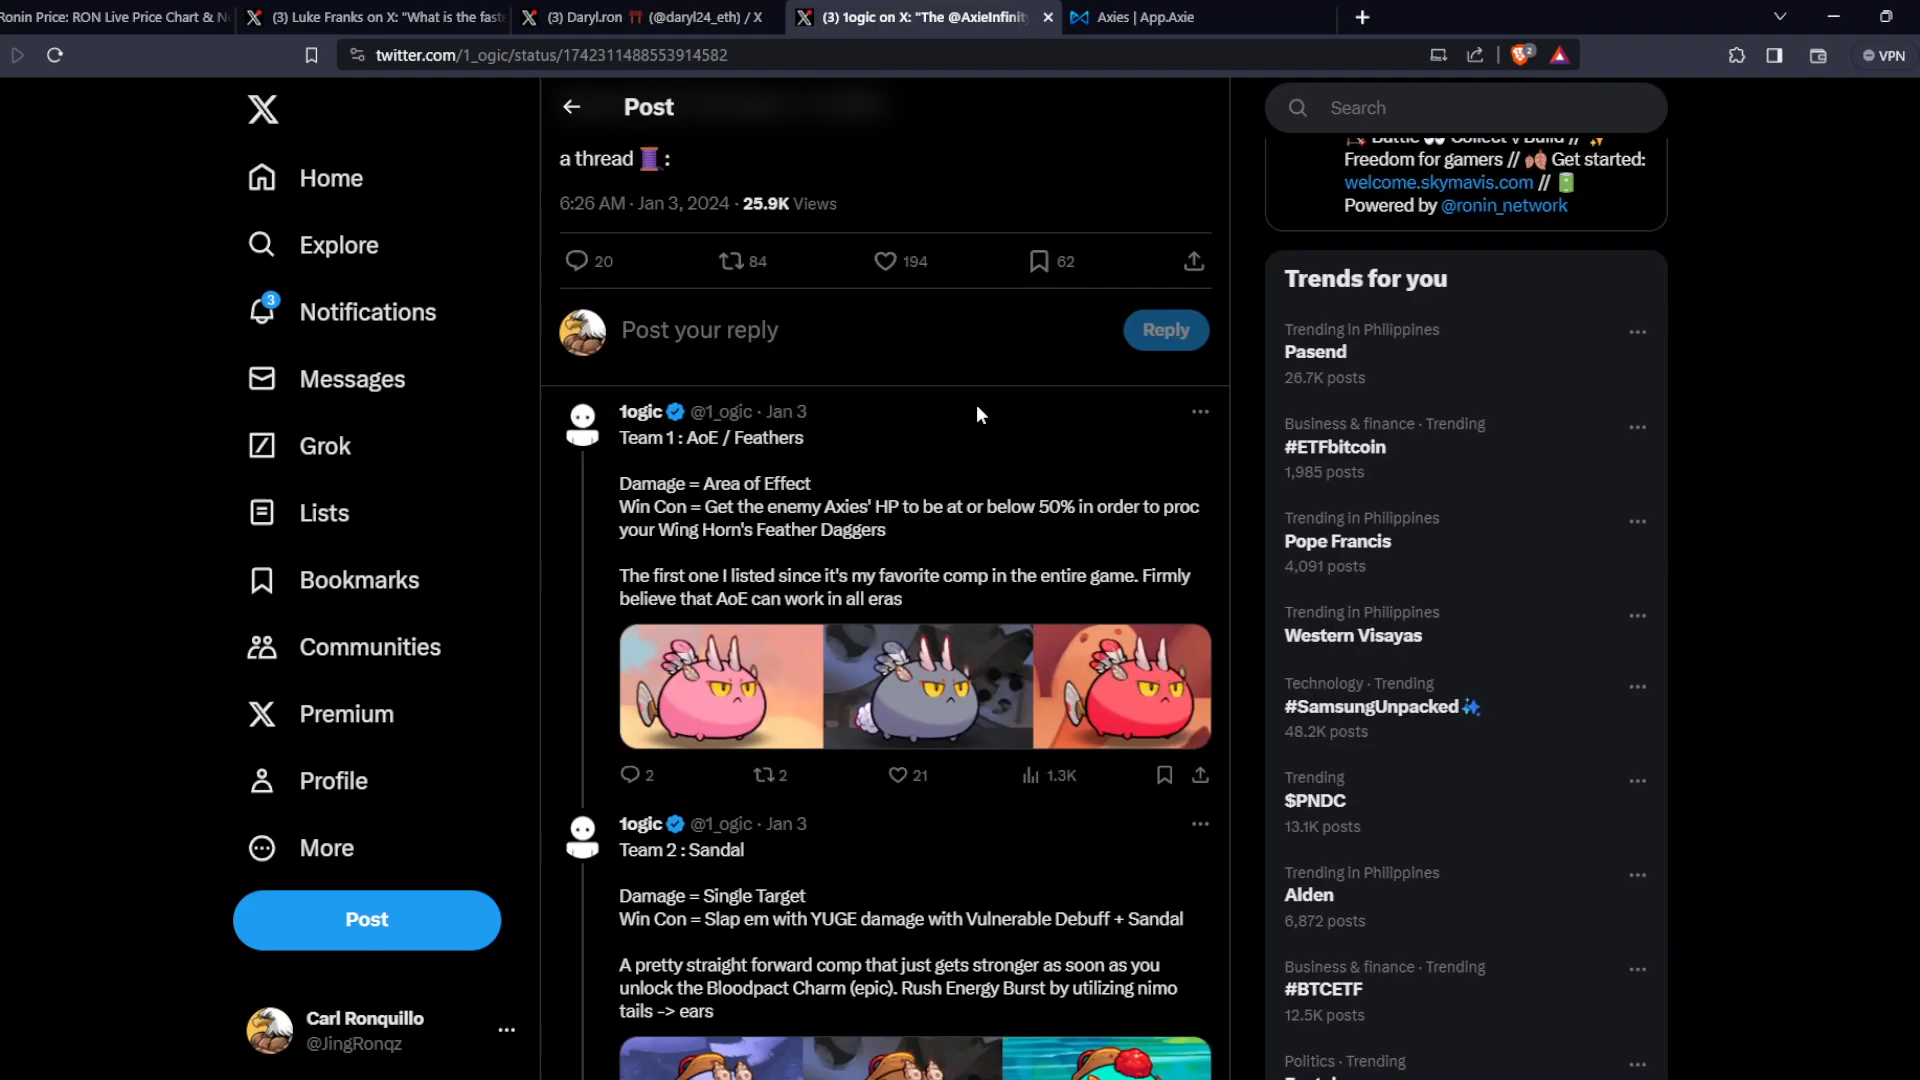 Ronin Price: RON Live Price Chart & N
(3) Luke Franks on X: "What is the faste
(3) Daryl.ron ⛩ (@daryl24_eth) / X
(3) 1ogic on X: "The @AxieInfinity
Axies | App.Axie
twitter.com/1_ogic/status/1742311488553914582
2
VPN
Home
Explore
3
Notifications
Messages
Grok
Lists
Bookmarks
Communities
Premium
Profile
More
Post
Carl Ronquillo
@JingRonqz
Post
a thread 🧵:
6:26 AM · Jan 3, 2024 · 25.9K Views
20
84
194
62
Post your reply
Reply
1ogic @1_ogic · Jan 3
Team 1 : AoE / Feathers
Damage = Area of Effect
Win Con = Get the enemy Axies' HP to be at or below 50% in order to proc
your Wing Horn's Feather Daggers
The first one I listed since it's my favorite comp in the entire game. Firmly
believe that AoE can work in all eras
2
2
21
1.3K
1ogic @1_ogic · Jan 3
Team 2 : Sandal
Damage = Single Target
Win Con = Slap em with YUGE damage with Vulnerable Debuff + Sandal
A pretty straight forward comp that just gets stronger as soon as you
unlock the Bloodpact Charm (epic). Rush Energy Burst by utilizing nimo
tails -> ears
Search
Battle 👀 Collect √ Build // ✨
Freedom for gamers // 🍂 Get started:
welcome.skymavis.com // 🔋
Powered by @ronin_network
Trends for you
Trending in Philippines
Pasend
26.7K posts
Business & finance · Trending
#ETFbitcoin
1,985 posts
Trending in Philippines
Pope Francis
4,091 posts
Trending in Philippines
Western Visayas
Technology · Trending
#SamsungUnpacked
48.2K posts
Trending
$PNDC
13.1K posts
Trending in Philippines
Alden
6,872 posts
Business & finance · Trending
#BTCETF
12.5K posts
Politics · Trending